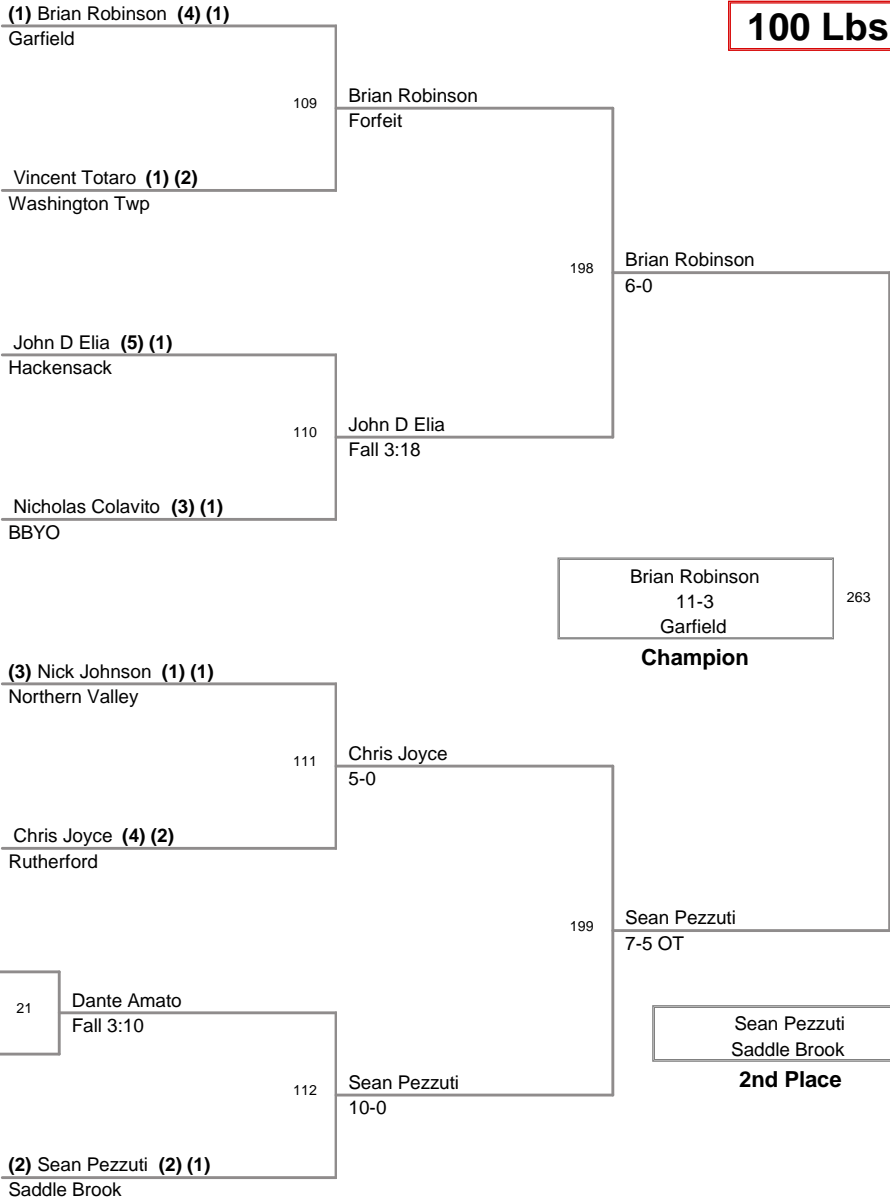 (1) Brian Robinson (4) (1)
Garfield
100 Lbs
109
Brian Robinson
Forfeit
Vincent Totaro (1) (2)
Washington Twp
198
Brian Robinson
6-0
John D Elia (5) (1)
Hackensack
110
John D Elia
Fall 3:18
Nicholas Colavito (3) (1)
BBYO
Brian Robinson
11-3
Garfield
263
Champion
(3) Nick Johnson (1) (1)
Northern Valley
111
Chris Joyce
5-0
Chris Joyce (4) (2)
Rutherford
199
Sean Pezzuti
7-5 OT
21
Dante Amato
Fall 3:10
Sean Pezzuti
Saddle Brook
2nd Place
112
Sean Pezzuti
10-0
(2) Sean Pezzuti (2) (1)
Saddle Brook